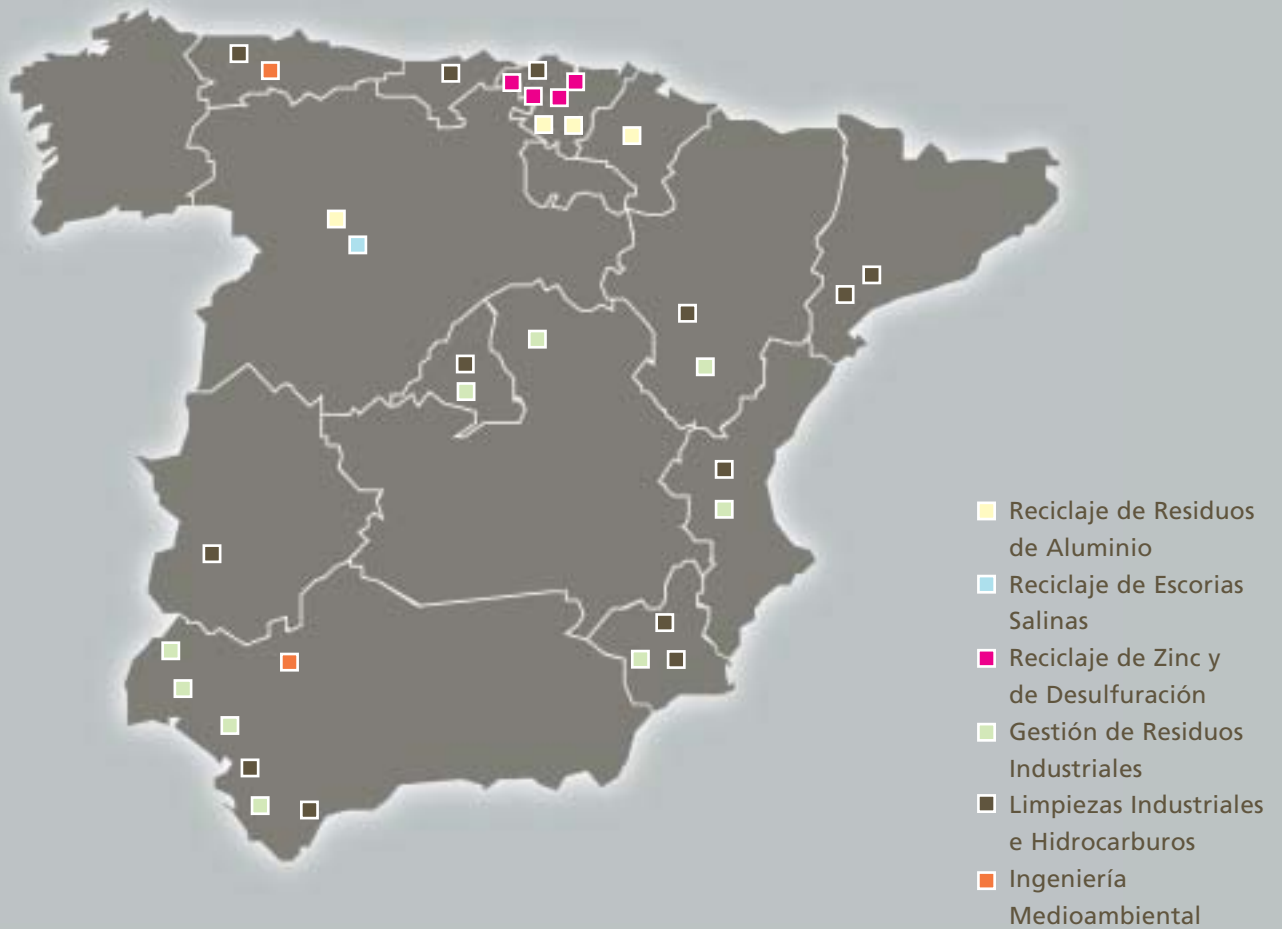 Reciclaje de Residuos
de Aluminio
Reciclaje de Escorias
Salinas
Reciclaje de Zinc y
de Desulfuración
Gestión de Residuos
Industriales
Limpiezas Industriales
e Hidrocarburos
Ingeniería
Medioambiental